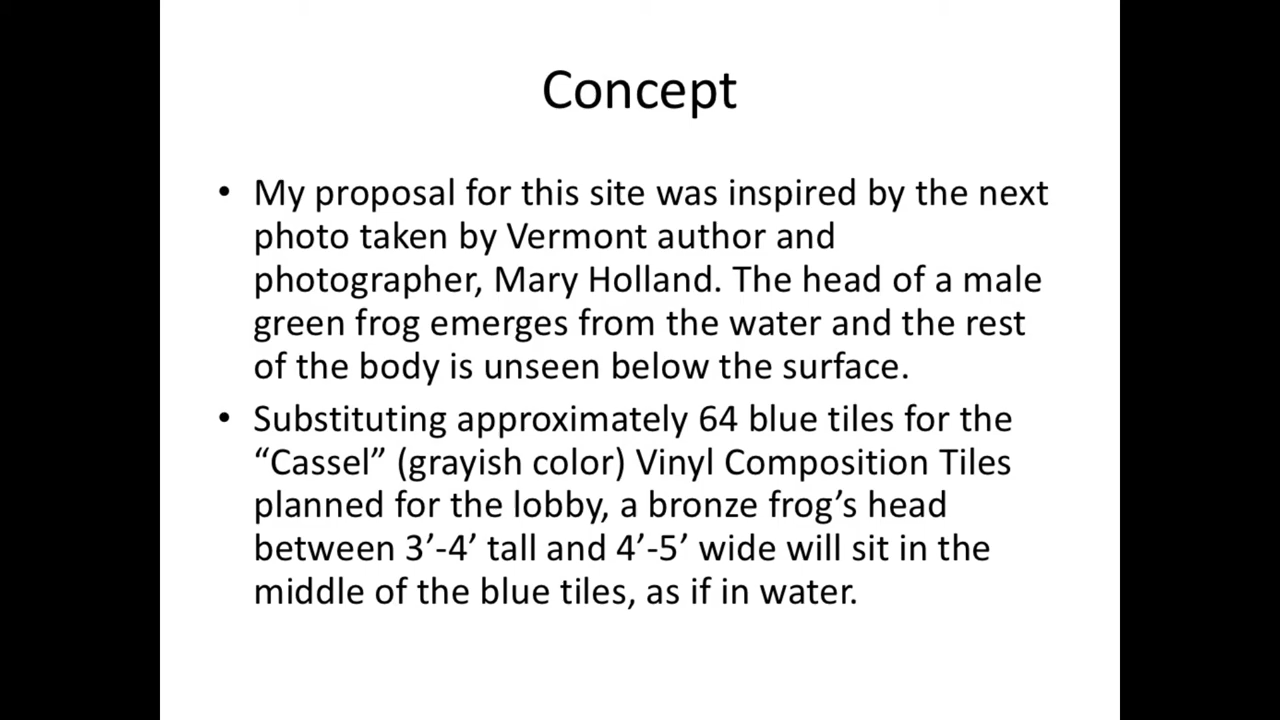 Concept
• My proposal for this site was inspired by the next
photo taken by Vermont author and
photographer, Mary Holland. The head of a male
green frog emerges from the water and the rest
of the body is unseen below the surface.
• Substituting approximately 64 blue tiles for the
“Cassel” (grayish color) Vinyl Composition Tiles
planned for the lobby, a bronze frog’s head
between 3’-4’ tall and 4’-5’ wide will sit in the
middle of the blue tiles, as if in water.